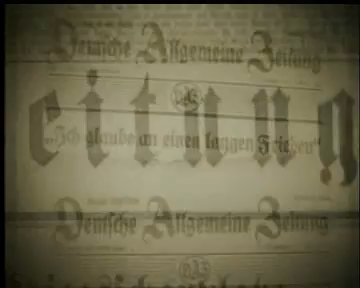 Deutsche Allgemeine Zeitung
eitung
„Ich glaube an einen langen Frieden“
Deutsche Allgemeine Zeitung